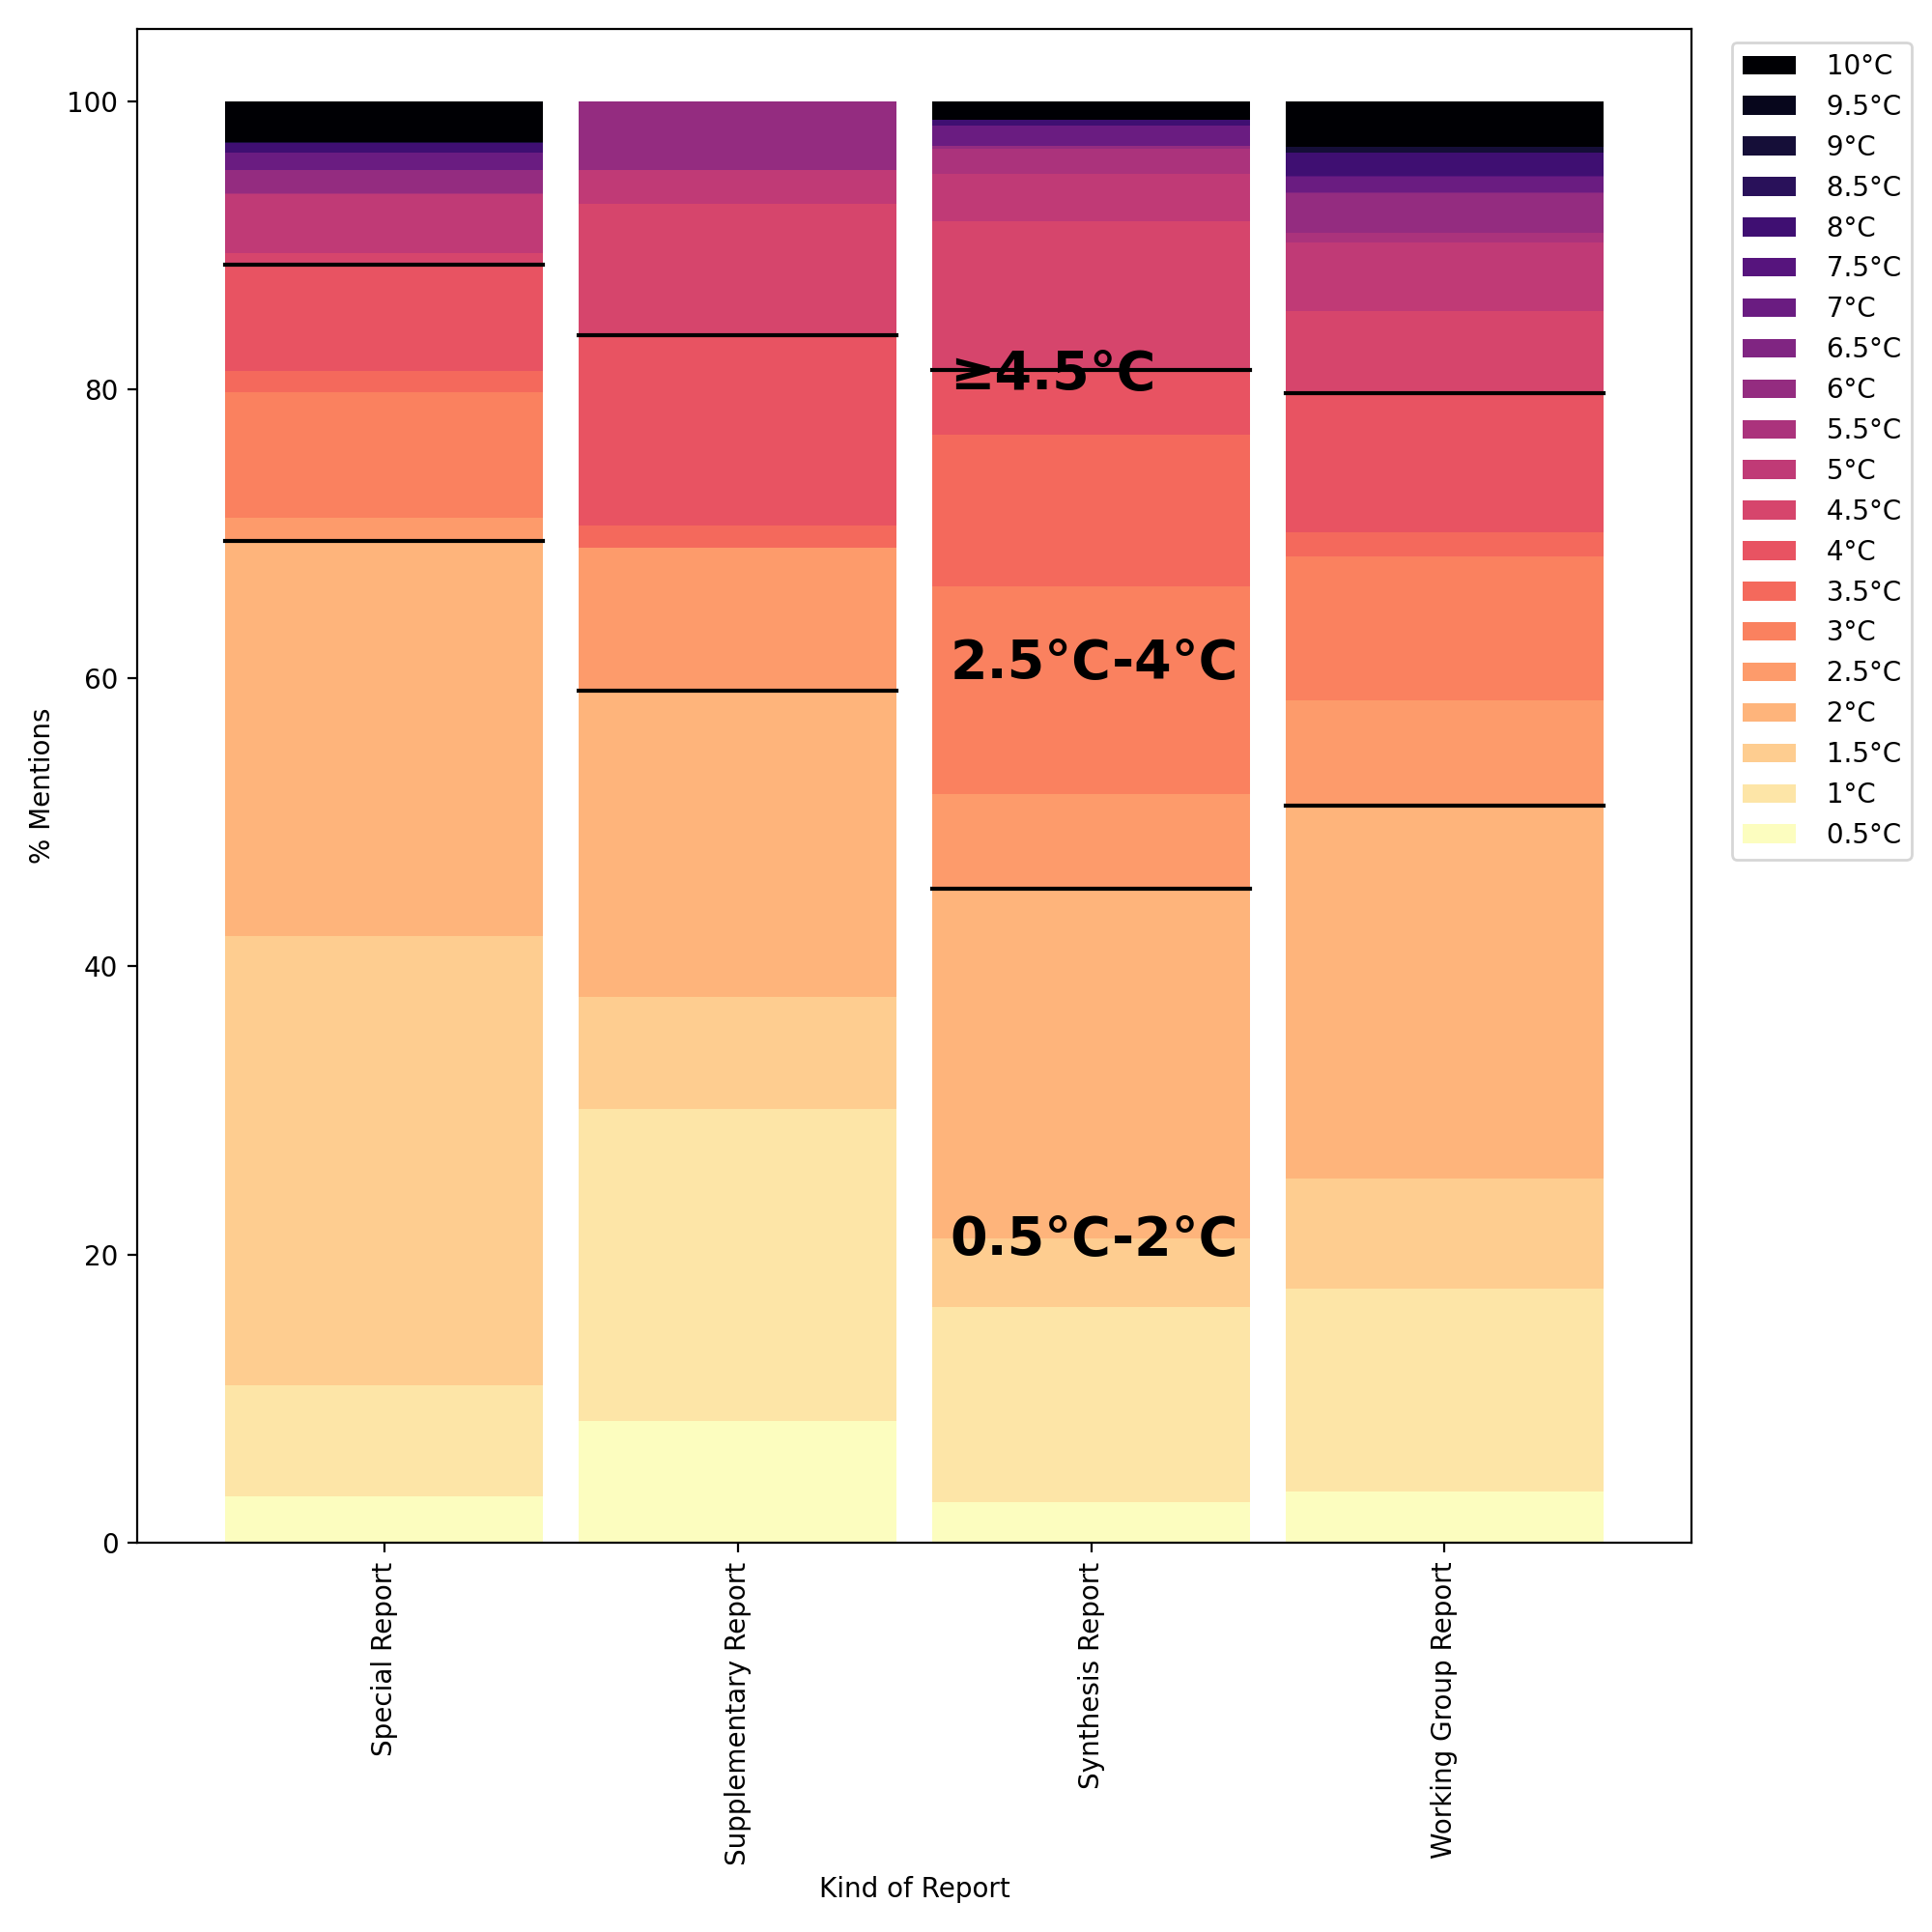 100
80
60
40
20
0
% Mentions
≥4.5°C
2.5°C-4°C
0.5°C-2°C
Special Report
Supplementary Report
Synthesis Report
Working Group Report
Kind of Report
10°C
9.5°C
9°C
8.5°C
8°C
7.5°C
7°C
6.5°C
6°C
5.5°C
5°C
4.5°C
4°C
3.5°C
3°C
2.5°C
2°C
1.5°C
1°C
0.5°C